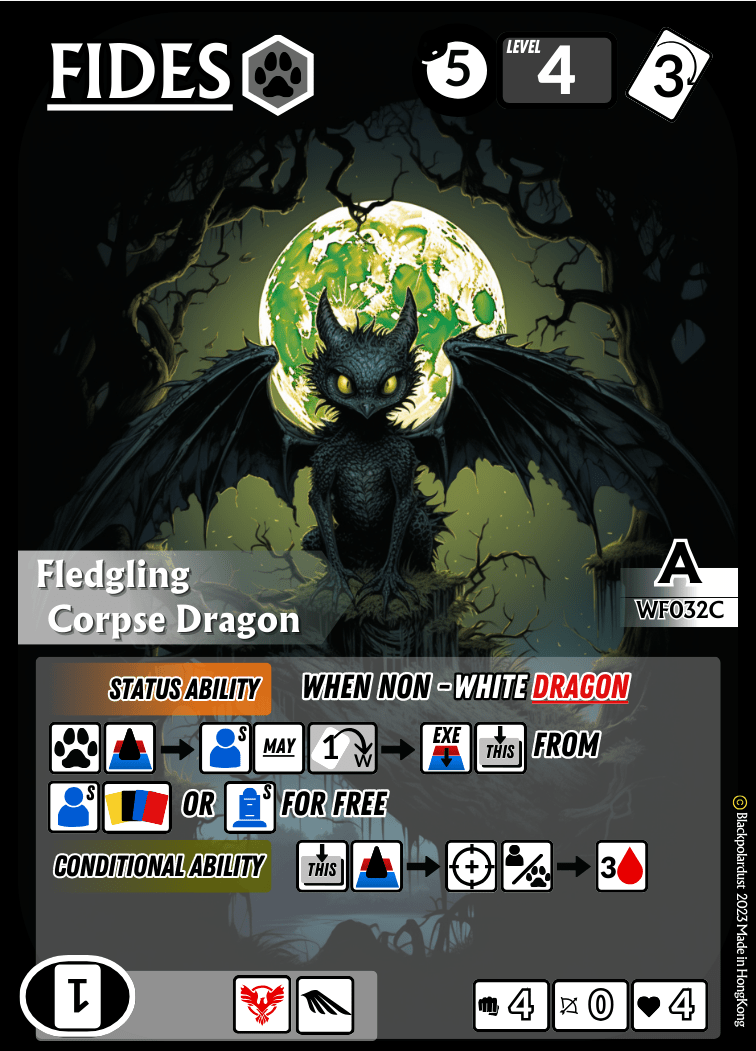 FIDES
5
LEVEL
4
3
Fledgling
Corpse Dragon
A
WF032C
STATUS ABILITY WHEN NON -WHITE DRAGON
S MAY 1 W EXE THIS FROM
S OR S FOR FREE
CONDITIONAL ABILITY THIS 3
1
4 0 4
© Blackpolardust 2023 Made in HongKong